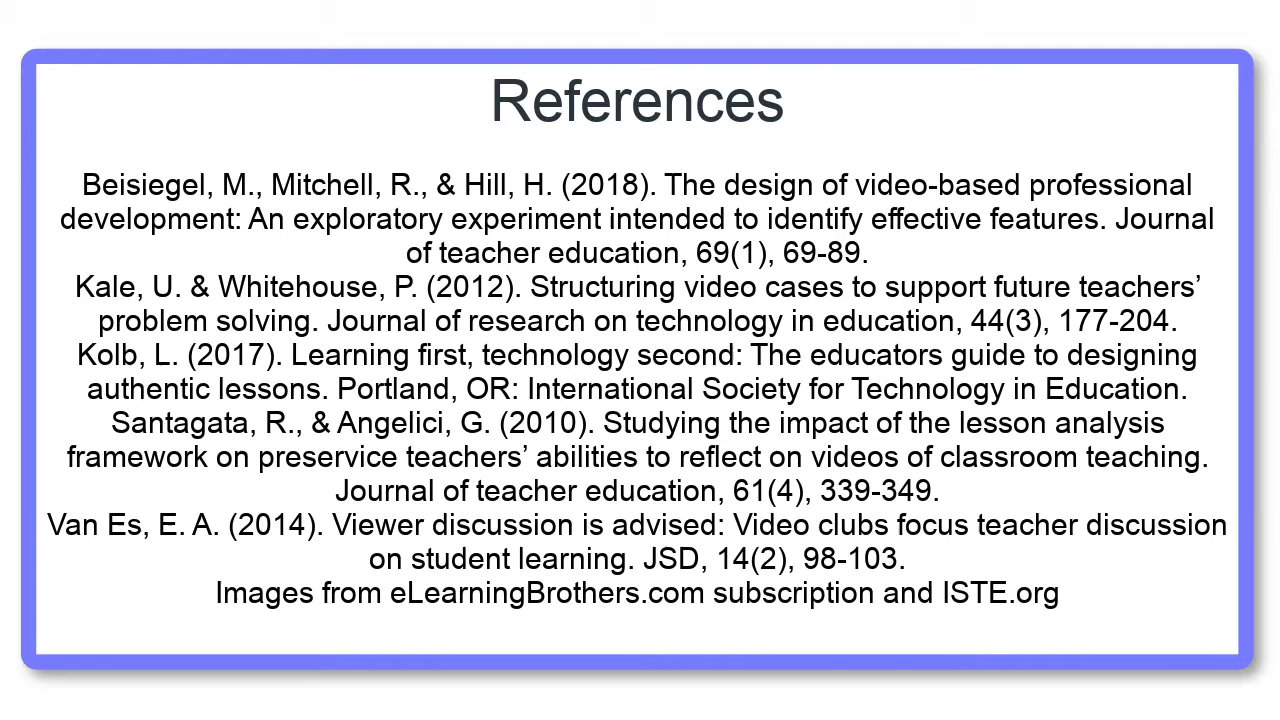 References
Beisiegel, M., Mitchell, R., & Hill, H. (2018). The design of video-based professional
development: An exploratory experiment intended to identify effective features. Journal
of teacher education, 69(1), 69-89.
Kale, U. & Whitehouse, P. (2012). Structuring video cases to support future teachers’
problem solving. Journal of research on technology in education, 44(3), 177-204.
Kolb, L. (2017). Learning first, technology second: The educators guide to designing
authentic lessons. Portland, OR: International Society for Technology in Education.
Santagata, R., & Angelici, G. (2010). Studying the impact of the lesson analysis
framework on preservice teachers’ abilities to reflect on videos of classroom teaching.
Journal of teacher education, 61(4), 339-349.
Van Es, E. A. (2014). Viewer discussion is advised: Video clubs focus teacher discussion
on student learning. JSD, 14(2), 98-103.
Images from eLearningBrothers.com subscription and ISTE.org